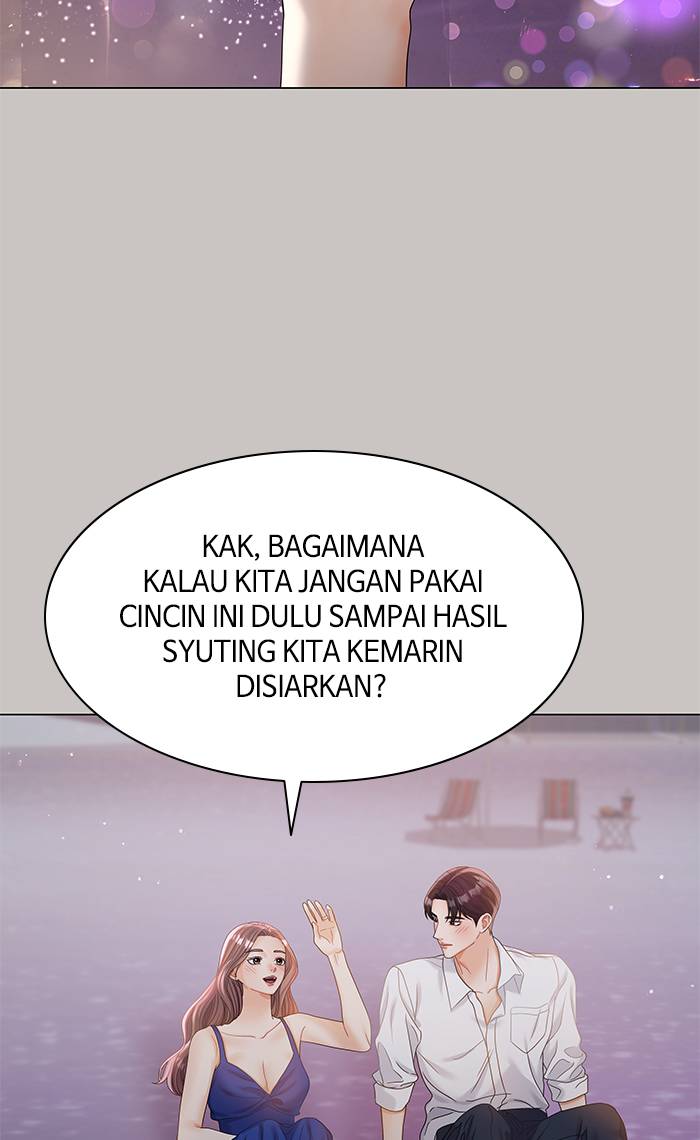 KAK, BAGAIMANA
KALAU KITA JANGAN PAKAI
CINCIN INI DULU SAMPAI HASIL
SYUTING KITA KEMARIN
DISIARKAN?